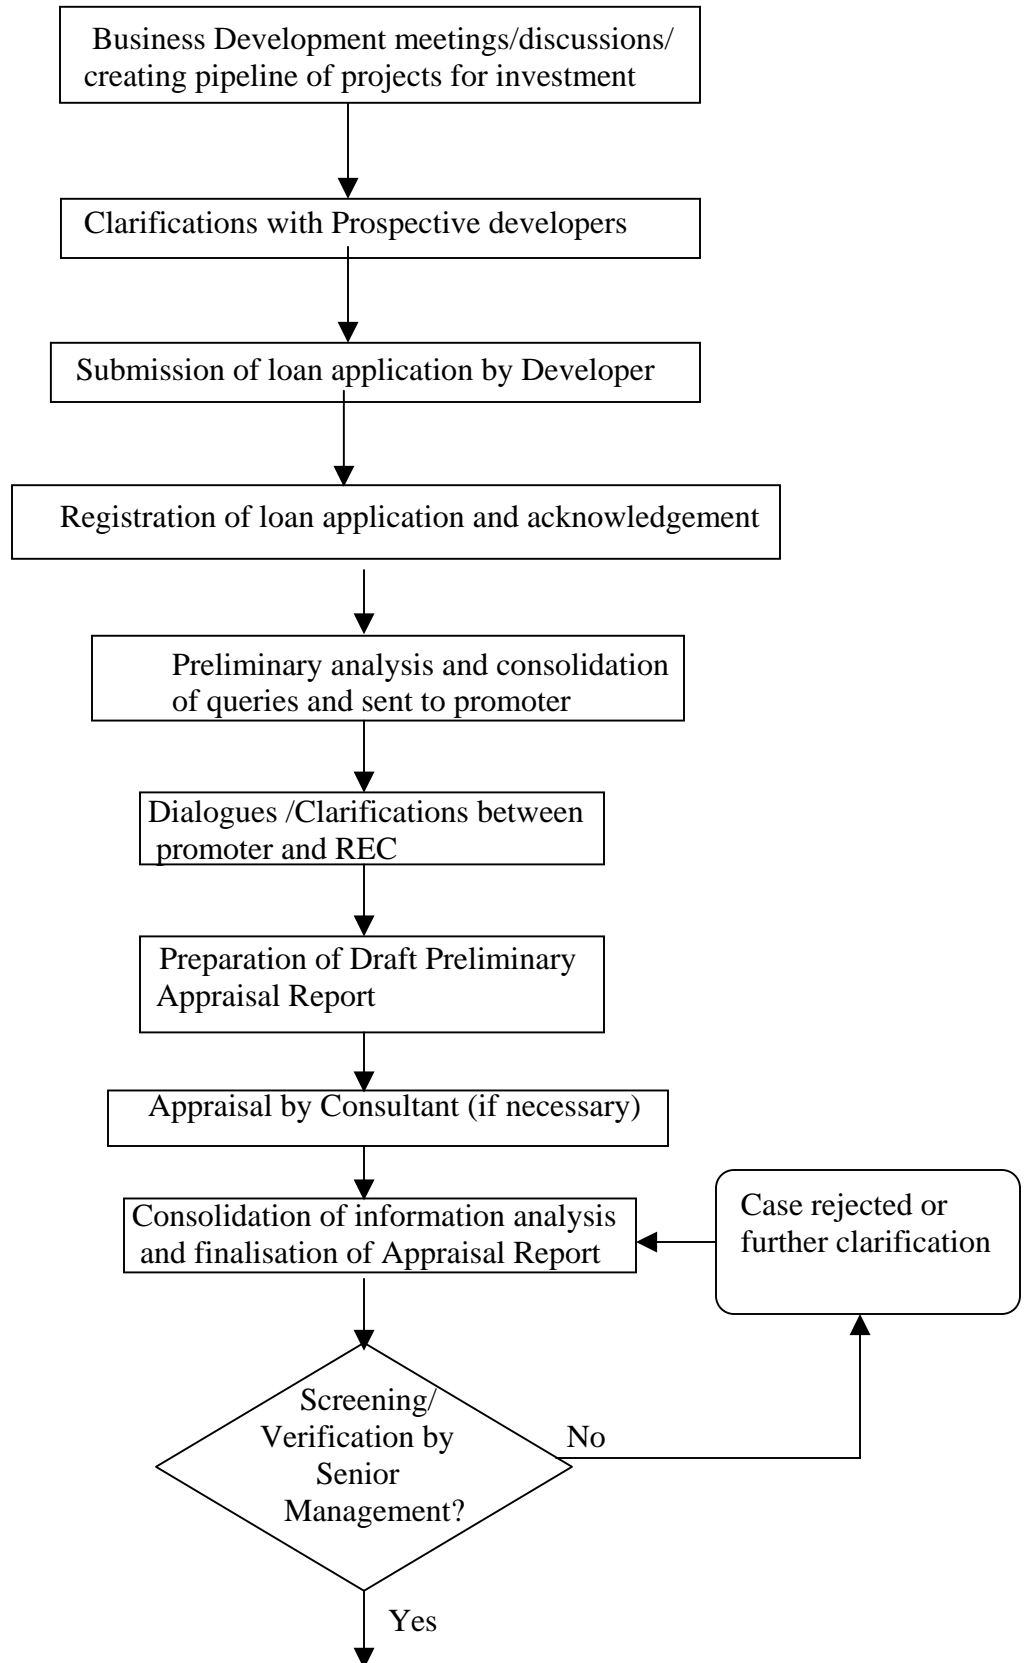 Business Development meetings/discussions/
creating pipeline of projects for investment
Clarifications with Prospective developers
Submission of loan application by Developer
Registration of loan application and acknowledgement
Preliminary analysis and consolidation
of queries and sent to promoter
Dialogues /Clarifications between
promoter and REC
Preparation of Draft Preliminary
Appraisal Report
Appraisal by Consultant (if necessary)
Consolidation of information analysis
and finalisation of Appraisal Report
Case rejected or
further clarification
Screening/
Verification by
Senior
Management?
No
Yes